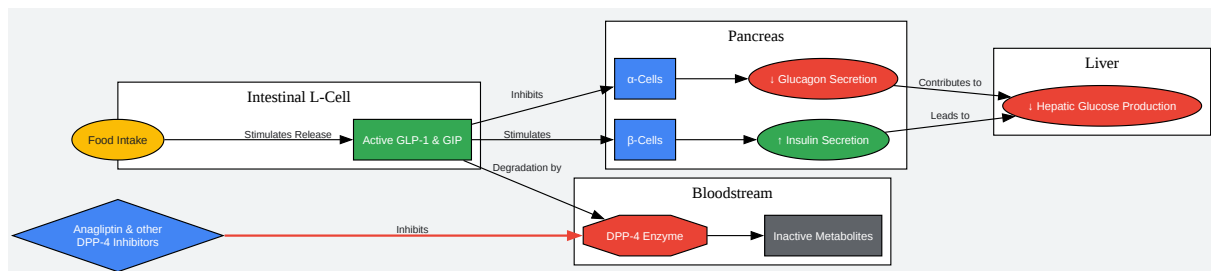 Pancreas
Liver
Intestinal L-Cell
α-Cells
↓ Glucagon Secretion
Contributes to
↓ Hepatic Glucose Production
Inhibits
Food Intake
Stimulates Release
Active GLP-1 & GIP
Stimulates
β-Cells
↑ Insulin Secretion
Leads to
Degradation by
Bloodstream
Anagliptin & other
DPP-4 Inhibitors
Inhibits
DPP-4 Enzyme
Inactive Metabolites